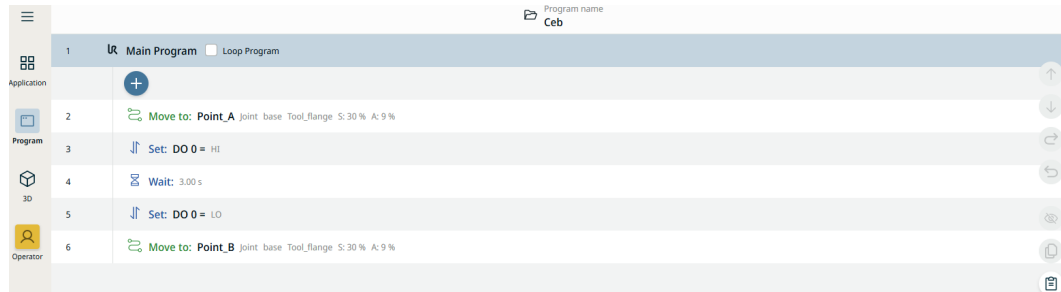 Program name
Ceb
1 Main Program Loop Program
Application
2 Move to: Point_A Joint base Tool_flange S: 30 % A: 9 %
Program
3 Set: DO 0 = HI
4 Wait: 3.00 s
3D
5 Set: DO 0 = LO
6 Move to: Point_B Joint base Tool_flange S: 30 % A: 9 %
Operator